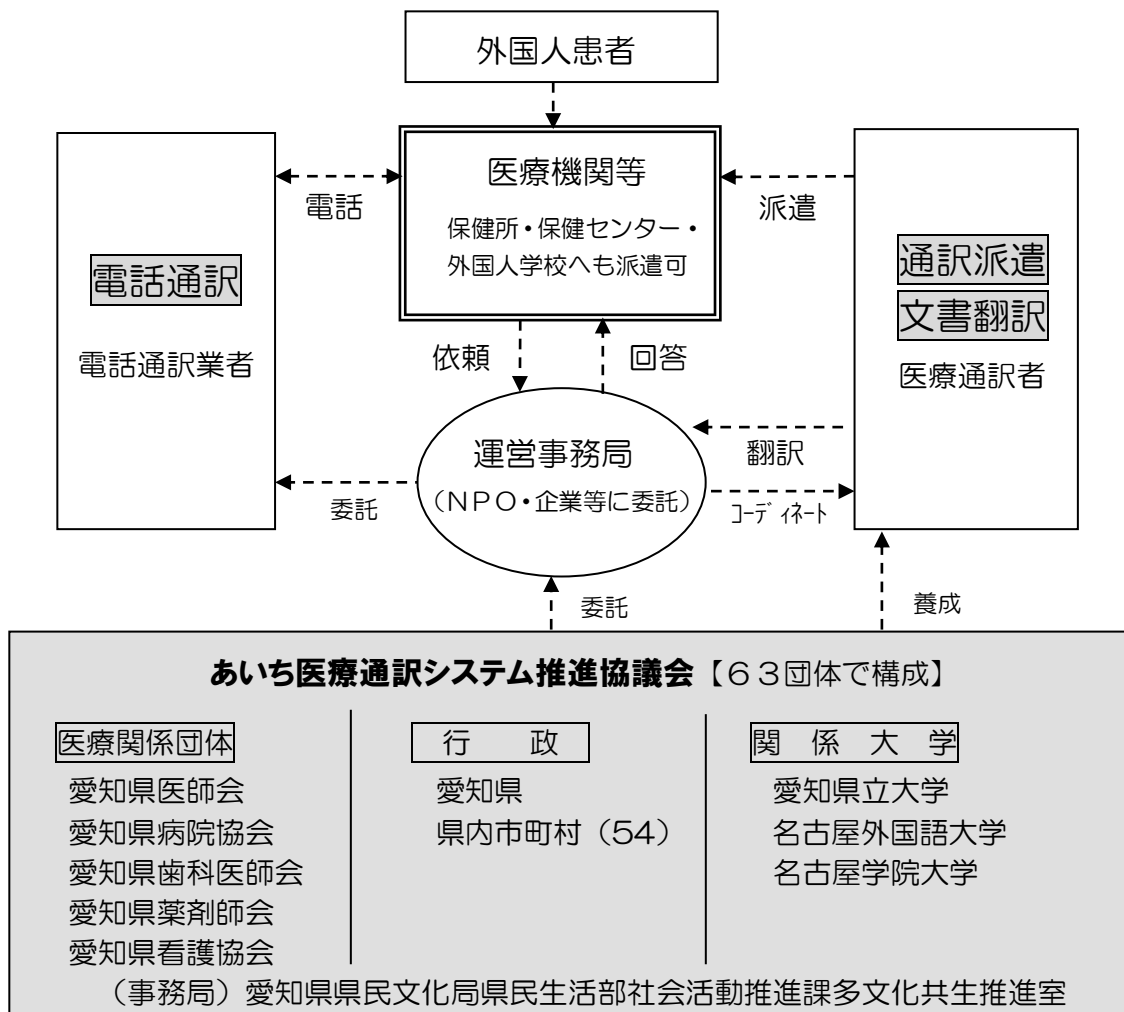 外国人患者
医療機関等
保健所・保健センター・
外国人学校へも派遣可
電話
派遣
電話通訳
電話通訳業者
通訳派遣
文書翻訳
医療通訳者
依頼
回答
運営事務局
（ＮＰＯ・企業等に委託）
翻訳
委託
ｺｰﾃﾞｨﾈｰﾄ
委託
養成
あいち医療通訳システム推進協議会【６３団体で構成】
医療関係団体
愛知県医師会
愛知県病院協会
愛知県歯科医師会
愛知県薬剤師会
愛知県看護協会
行　政
愛知県
県内市町村（54）
関　係　大　学
愛知県立大学
名古屋外国語大学
名古屋学院大学
（事務局）愛知県県民文化局県民生活部社会活動推進課多文化共生推進室